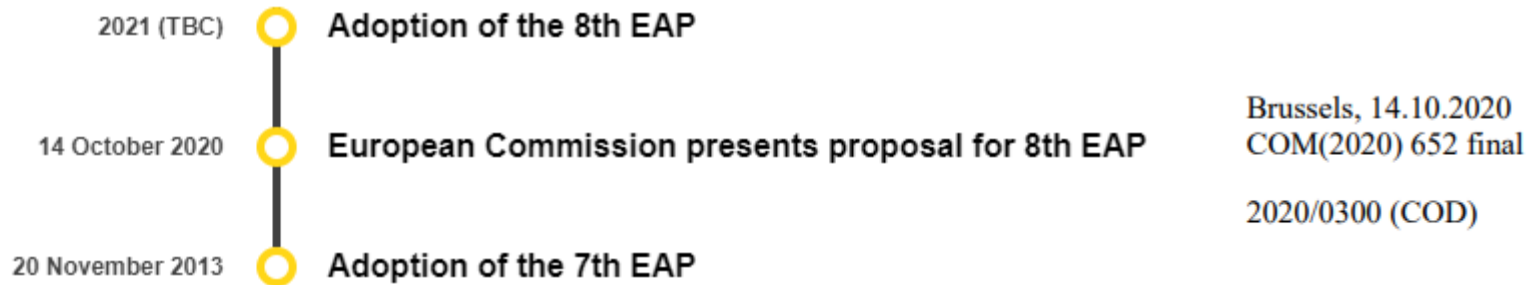 2021 (TBC) Adoption of the 8th EAP
14 October 2020 European Commission presents proposal for 8th EAP
Brussels, 14.10.2020
COM(2020) 652 final
2020/0300 (COD)
20 November 2013 Adoption of the 7th EAP